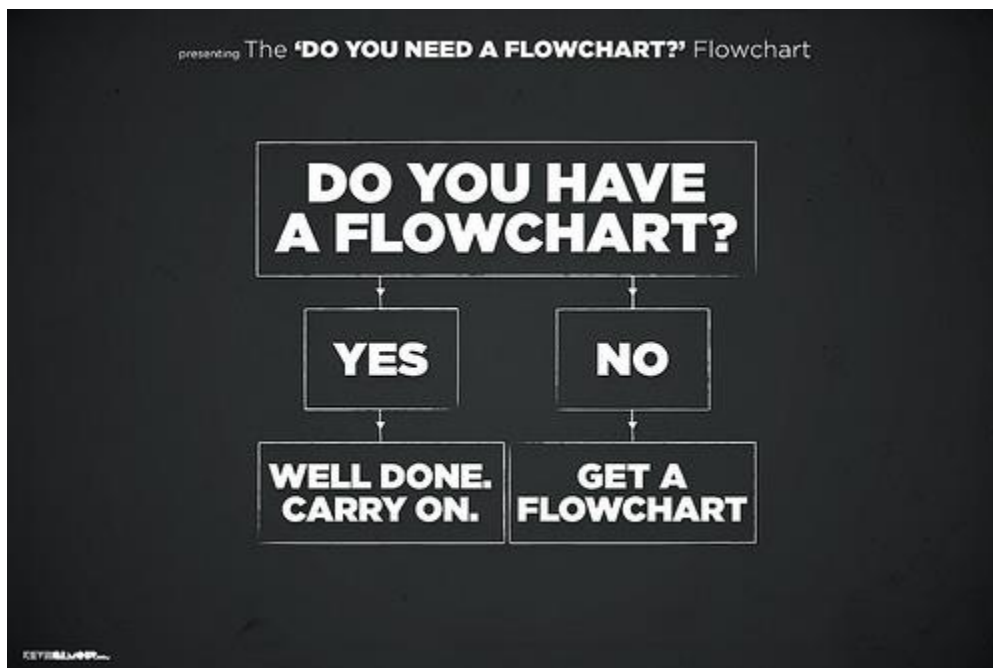 presenting The 'DO YOU NEED A FLOWCHART?' Flowchart
DO YOU HAVE
A FLOWCHART?
YES
NO
WELL DONE.
CARRY ON.
GET A
FLOWCHART